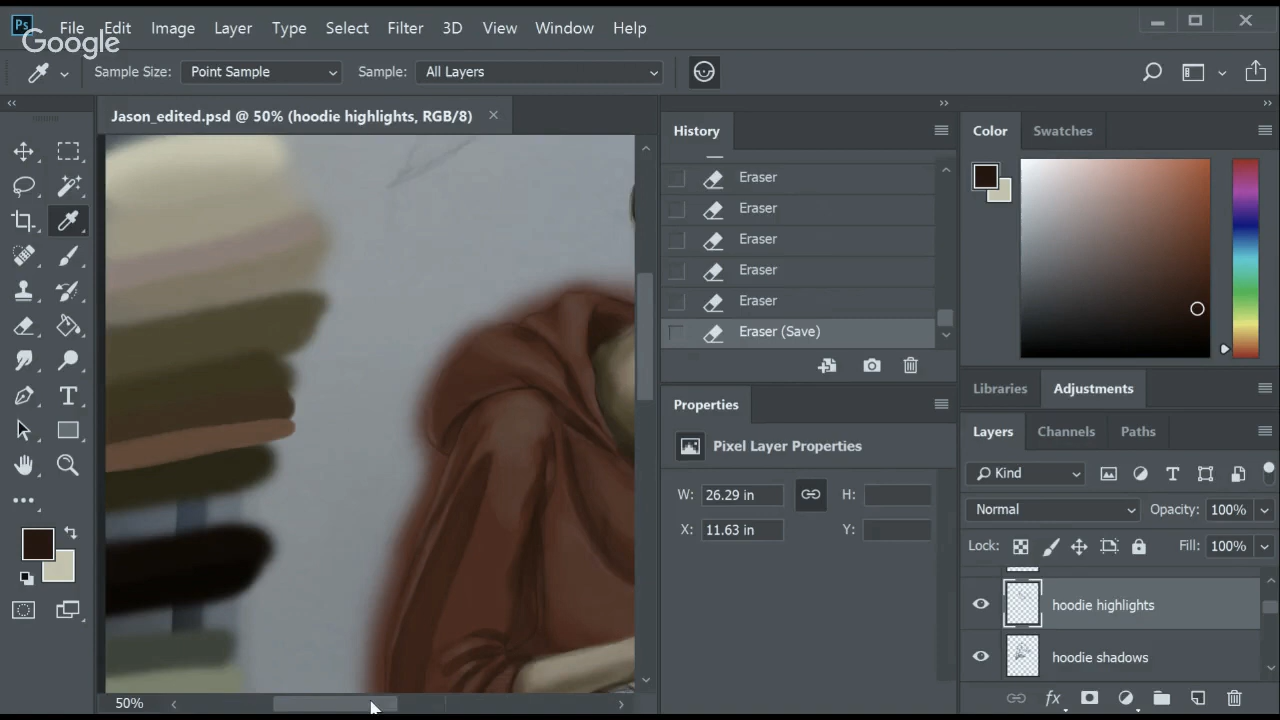 Ps File Edit Image Layer Type Select Filter 3D View Window Help
Google
Sample Size: Point Sample Sample: All Layers
Jason_edited.psd @ 50% (hoodie highlights, RGB/8)
History
Eraser
Eraser
Eraser
Eraser
Eraser
Eraser (Save)
Properties
Pixel Layer Properties
W: 26.29 in H:
X: 11.63 in Y:
Color Swatches
Libraries Adjustments
Layers Channels Paths
Kind
Normal Opacity: 100%
Lock: Fill: 100%
hoodie highlights
hoodie shadows
fx
T
50%